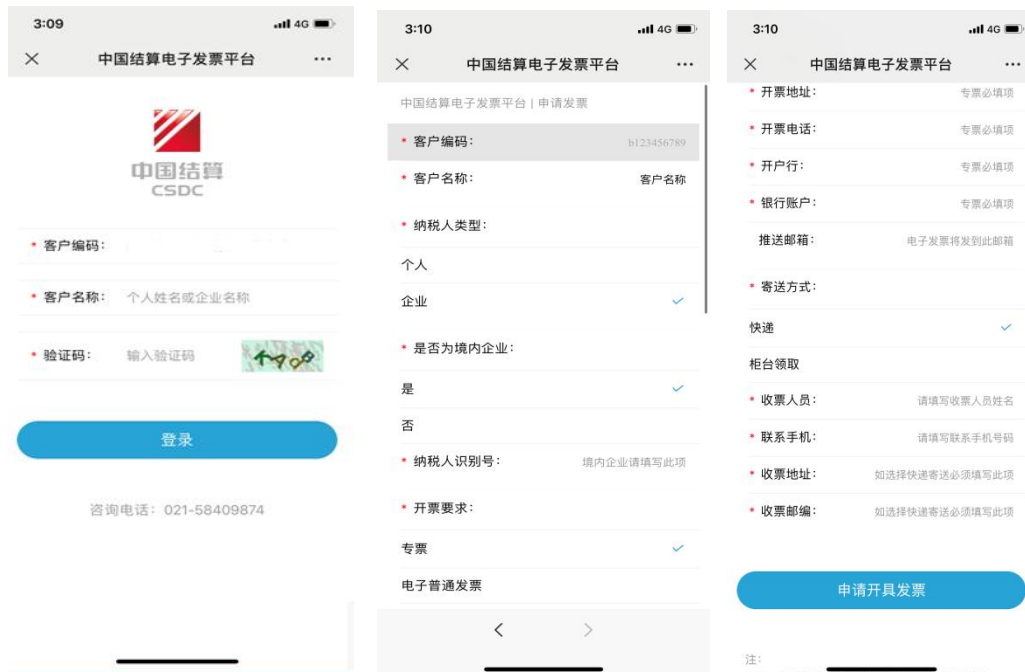 3:09
4G
中国结算电子发票平台
中国结算
CSDC
* 客户编码:
* 客户名称: 个人姓名或企业名称
* 验证码: 输入验证码
登录
咨询电话: 021-58409874
3:10
4G
中国结算电子发票平台
中国结算电子发票平台 | 申请发票
* 客户编码: b123456789
* 客户名称: 客户名称
* 纳税人类型:
个人
企业
* 是否为境内企业:
是
否
* 纳税人识别号: 境内企业请填写此项
* 开票要求:
专票
电子普通发票
3:10
4G
中国结算电子发票平台
* 开票地址: 专票必填项
* 开票电话: 专票必填项
* 开户行: 专票必填项
* 银行账户: 专票必填项
推送邮箱: 电子发票将发到此邮箱
* 寄送方式:
快递
柜台领取
* 收票人员: 请填写收票人员姓名
* 联系手机: 请填写联系手机号码
* 收票地址: 如选择快递寄送必须填写此项
* 收票邮编: 如选择快递寄送必须填写此项
申请开具发票
注: